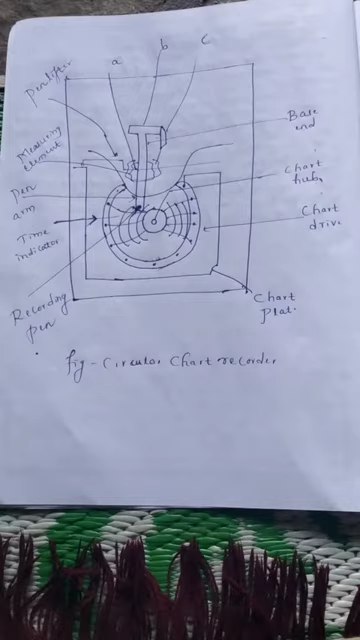 a
b
c
Penlifter
Measuring
element
Pen
arm
Time
indicator
Recording
pen
Base
end
Chart
hub
Chart
drive
Chart
plat.
fig - Circular Chart recorder